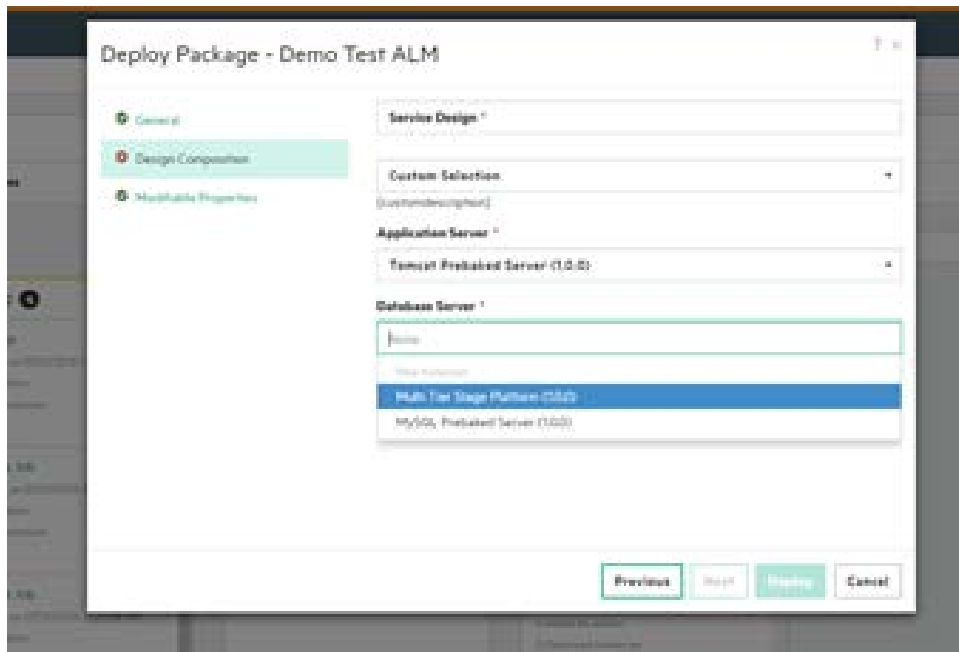 Deploy Package - Demo Test ALM
? ×
General
Design Composition
Modifiable Properties
Service Design *
Custom Selection
Application Server *
Tomcat Prebaked Server (1.0.0)
Database Server *
None
Multi Tier Stage Platform (1.0.0)
MySQL Prebaked Server (1.0.0)
Previous
Next
Deploy
Cancel